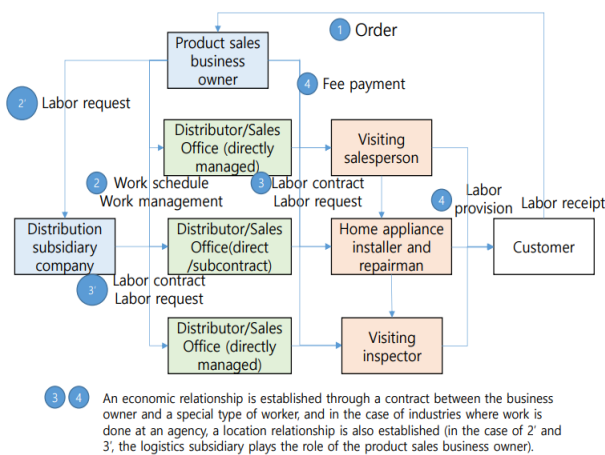 1 Order
Product sales
business
owner
4 Fee payment
2' Labor request
Distributor/Sales
Office (directly
managed)
Visiting
salesperson
2 Work schedule
Work management
3 Labor contract
Labor request
4 Labor
provision
Labor receipt
Distribution
subsidiary
company
Distributor/Sales
Office(direct
/subcontract)
Home appliance
installer and
repairman
Customer
3' Labor contract
Labor request
Distributor/Sales
Office (directly
managed)
Visiting
inspector
3 4 An economic relationship is established through a contract between the business
owner and a special type of worker, and in the case of industries where work is
done at an agency, a location relationship is also established (in the case of 2' and
3', the logistics subsidiary plays the role of the product sales business owner).